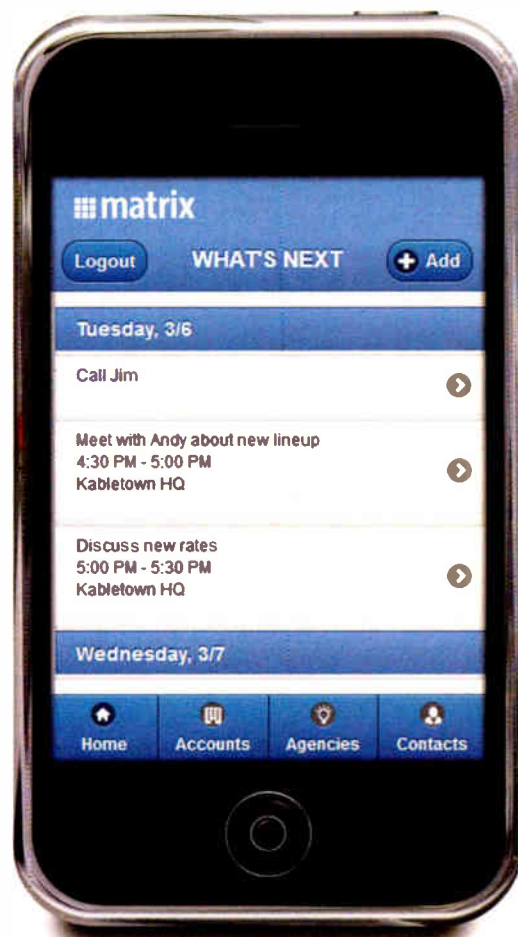 matrix
Logout WHAT'S NEXT Add
Tuesday, 3/6
Call Jim
Meet with Andy about new lineup
4:30 PM - 5:00 PM
Kabletown HQ
Discuss new rates
5:00 PM - 5:30 PM
Kabletown HQ
Wednesday, 3/7
Home Accounts Agencies Contacts